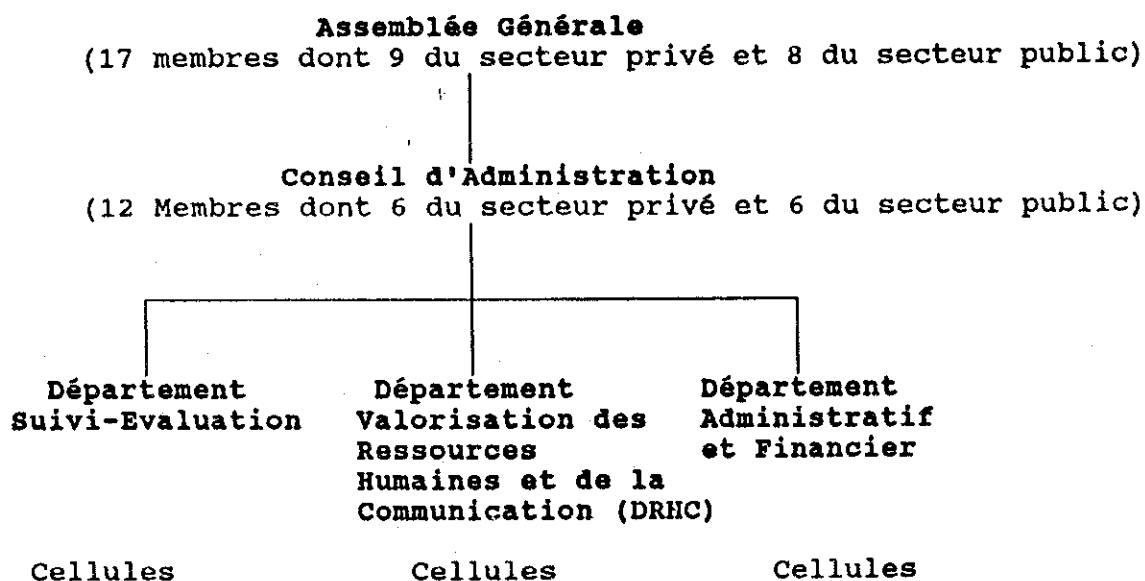 Assemblée Générale
(17 membres dont 9 du secteur privé et 8 du secteur public)
Conseil d'Administration
(12 Membres dont 6 du secteur privé et 6 du secteur public)
Département
Suivi-Evaluation
Département
Valorisation des
Ressources
Humaines et de la
Communication (DRHC)
Département
Administratif
et Financier
Cellules
Cellules
Cellules